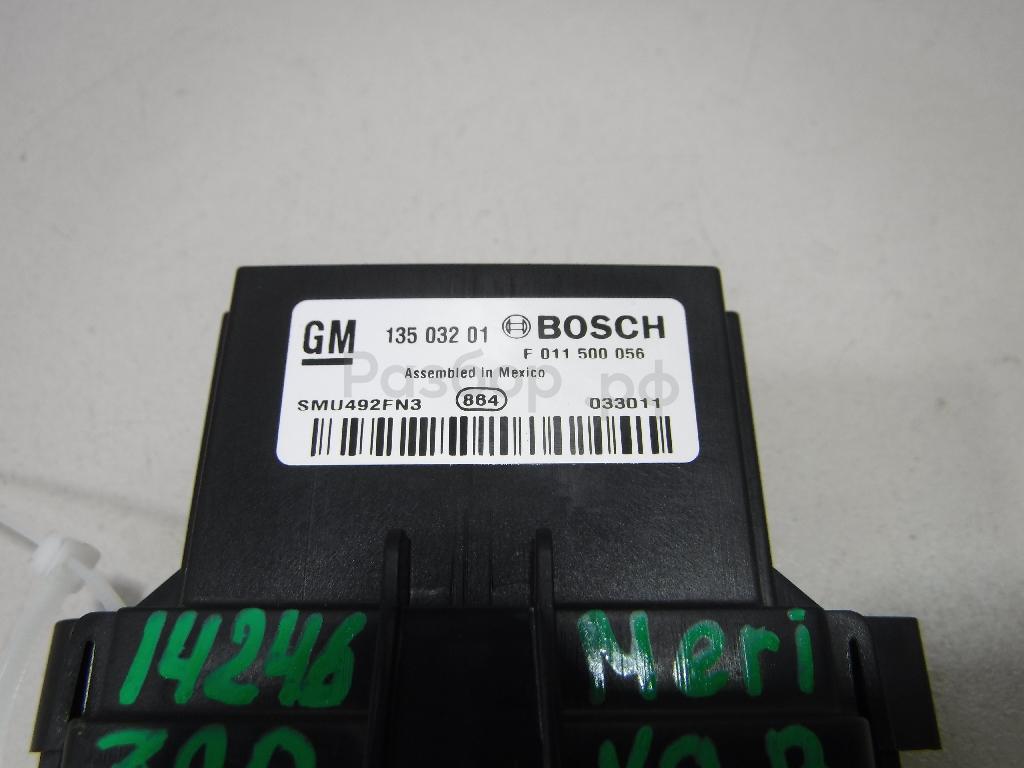 GM 135 032 01 BOSCH
F 011 500 056
Assembled in Mexico
Разбор.рф
SMU492FN3 884 033011
14246 Meri